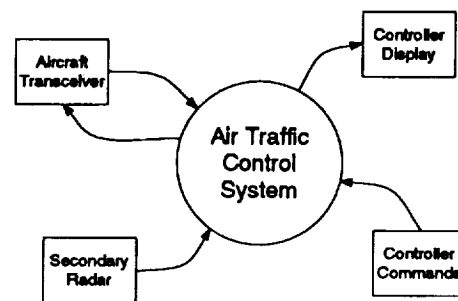 Controller
Display
Aircraft
Transceiver
Air Traffic
Control
System
Secondary
Radar
Controller
Commands